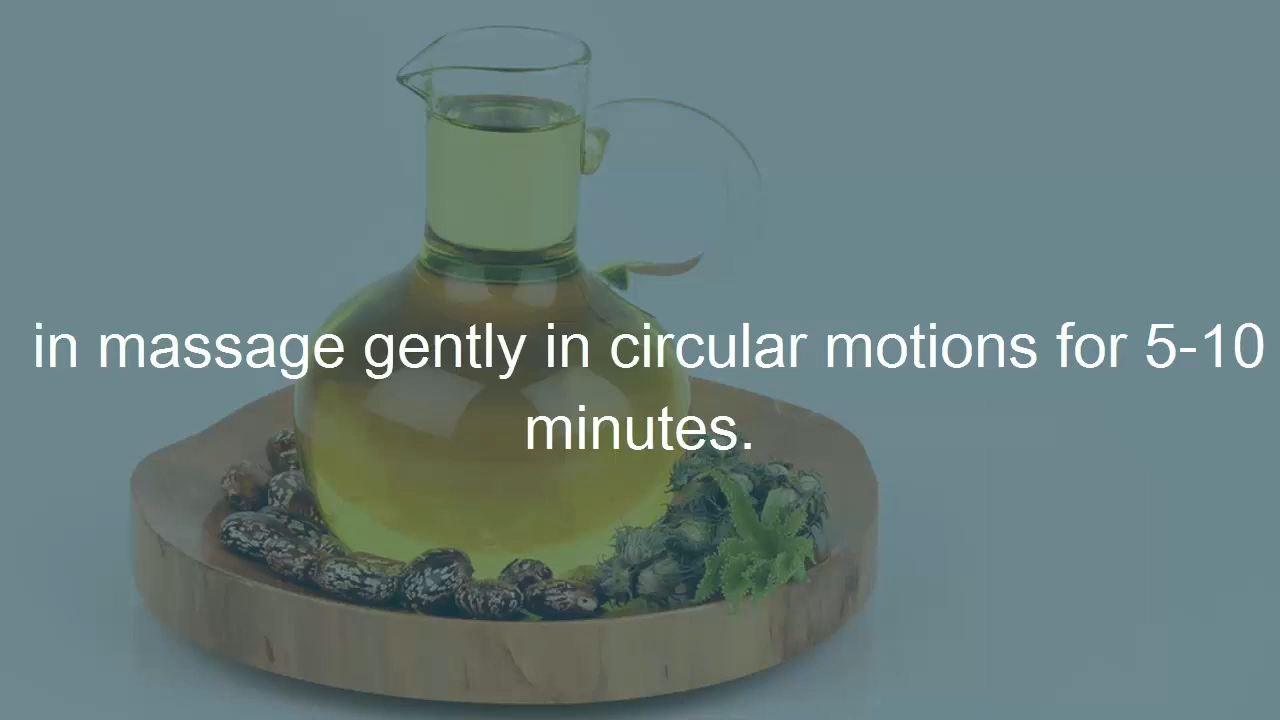 in massage gently in circular motions for 5-10
minutes.